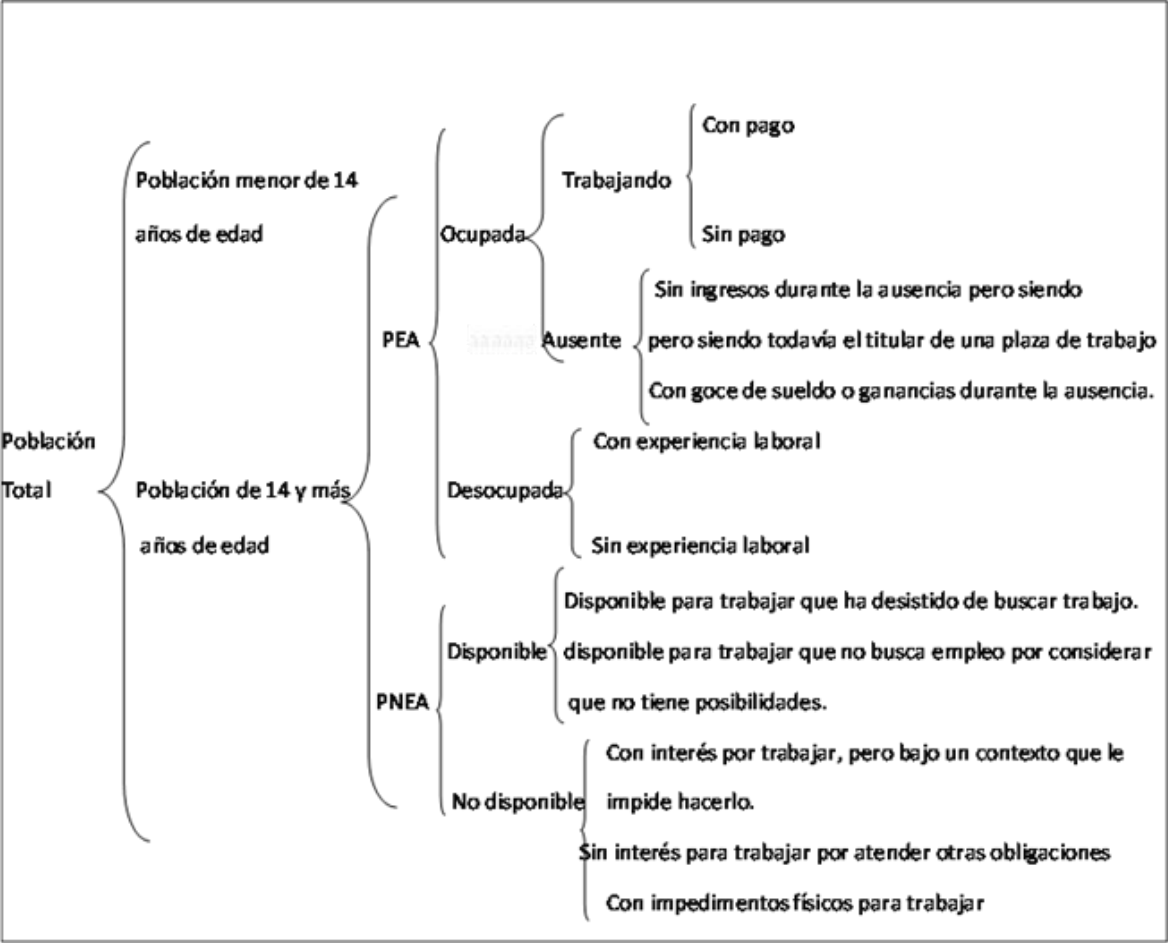 Con pago
Población menor de 14
Trabajando
años de edad
Ocupada
Sin pago
Sin ingresos durante la ausencia pero siendo
PEA
Ausente
pero siendo todavía el titular de una plaza de trabajo
Con goce de sueldo o ganancias durante la ausencia.
Población
Con experiencia laboral
Total
Población de 14 y más
Desocupada
años de edad
Sin experiencia laboral
Disponible para trabajar que ha desistido de buscar trabajo.
Disponible
disponible para trabajar que no busca empleo por considerar
PNEA
que no tiene posibilidades.
Con interés por trabajar, pero bajo un contexto que le
No disponible
impide hacerlo.
Sin interés para trabajar por atender otras obligaciones
Con impedimentos físicos para trabajar